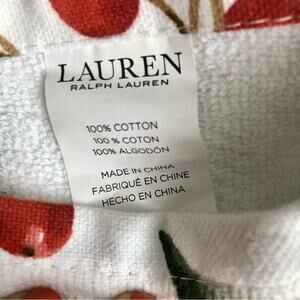 LAUREN
RALPH LAUREN
100% COTTON
100 % COTON
100% ALGODÓN
MADE IN CHINA
FABRIQUÉ EN CHINE
HECHO EN CHINA